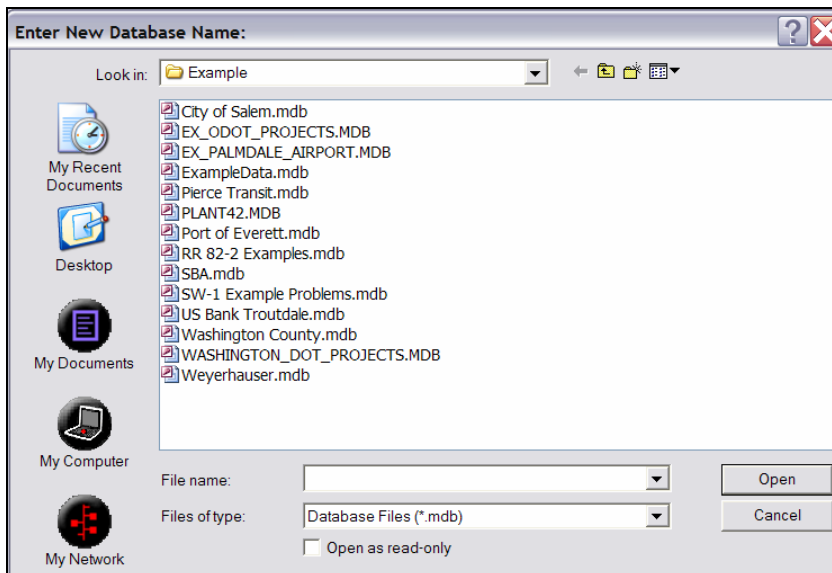 Enter New Database Name:
Look in: Example
My Recent
Documents
Desktop
My Documents
My Computer
My Network
City of Salem.mdb
EX_ODOT_PROJECTS.MDB
EX_PALMDALE_AIRPORT.MDB
ExampleData.mdb
Pierce Transit.mdb
PLANT42.MDB
Port of Everett.mdb
RR 82-2 Examples.mdb
SBA.mdb
SW-1 Example Problems.mdb
US Bank Troutdale.mdb
Washington County.mdb
WASHINGTON_DOT_PROJECTS.MDB
Weyerhauser.mdb
File name:
Open
Files of type: Database Files (*.mdb)
Cancel
Open as read-only